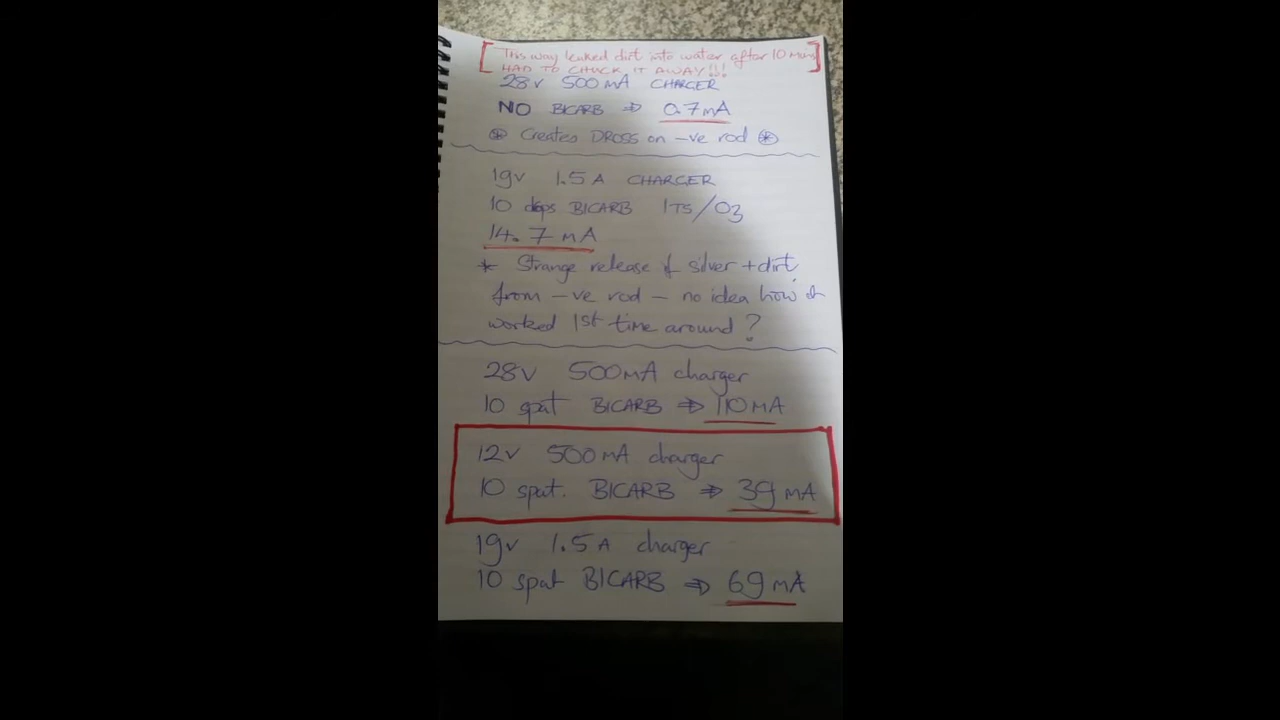 [This way leaked dirt into water after 10 mins]
HAD TO CHUCK IT AWAY!!!
28V 500mA CHARGER
NO BICARB ⇒ 0.7mA
⊛ Creates DROSS on -ve rod ⊛
19V 1.5A CHARGER
10 drops BICARB 1TS/O3
14.7 mA
* Strange release of silver + dirt
from -ve rod - no idea how it
worked 1st time around?
28V 500mA charger
10 spat BICARB ⇒ 110mA
12V 500mA charger
10 spat. BICARB ⇒ 39mA
19V 1.5A charger
10 spat BICARB ⇒ 69mA